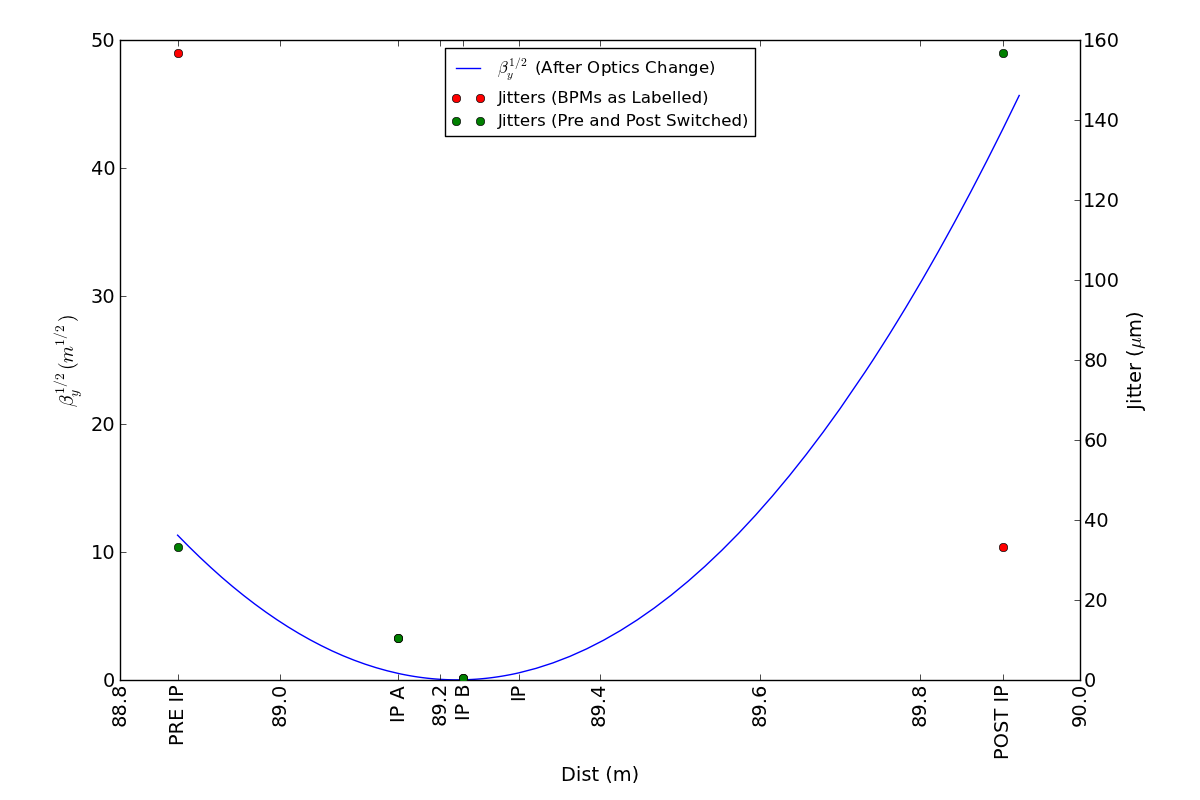 50
40
30
20
10
0
160
140
120
100
80
60
40
20
0
β_y^{1/2} (After Optics Change)
Jitters (BPMs as Labelled)
Jitters (Pre and Post Switched)
β_y^{1/2} (m^{1/2})
Jitter (μm)
88.8
PRE IP
89.0
IP A
89.2
IP B
IP
89.4
89.6
89.8
POST IP
90.0
Dist (m)